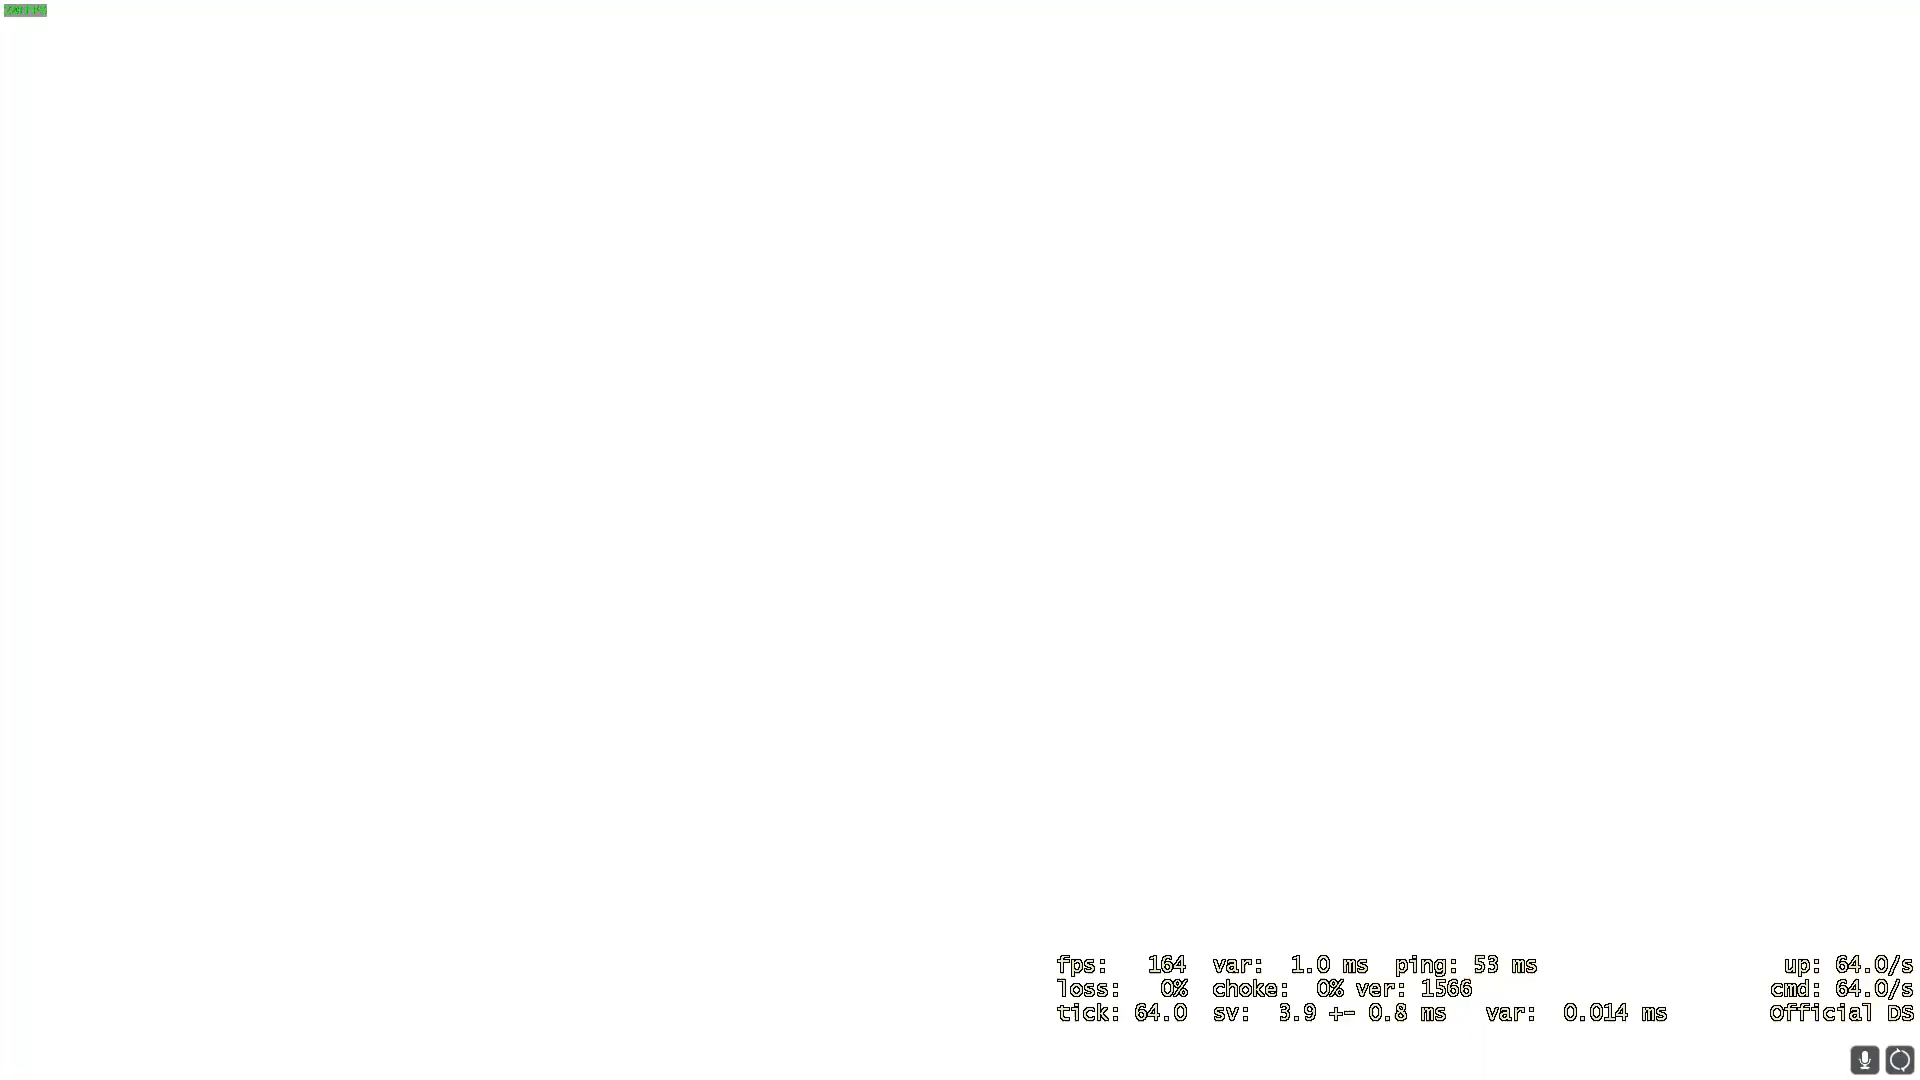 fps: 164 var: 1.0 ms ping: 53 ms up: 64.0/s
loss: 0% choke: 0% ver: 1566 cmd: 64.0/s
tick: 64.0 sv: 3.9 +- 0.8 ms var: 0.014 ms Official DS